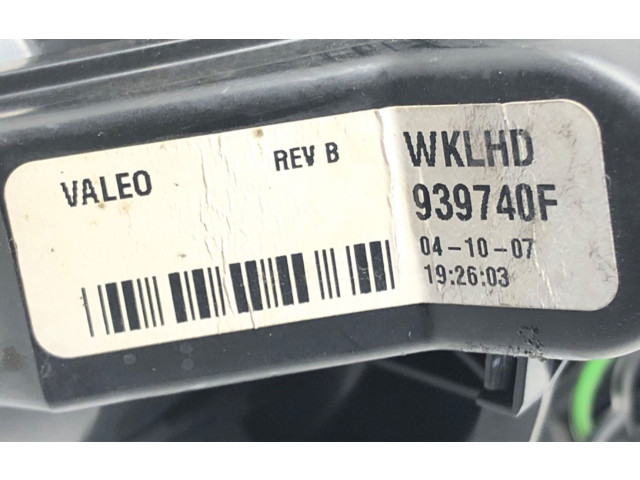 VALEO REV B WKLHD
939740F
04-10-07
19:26:03